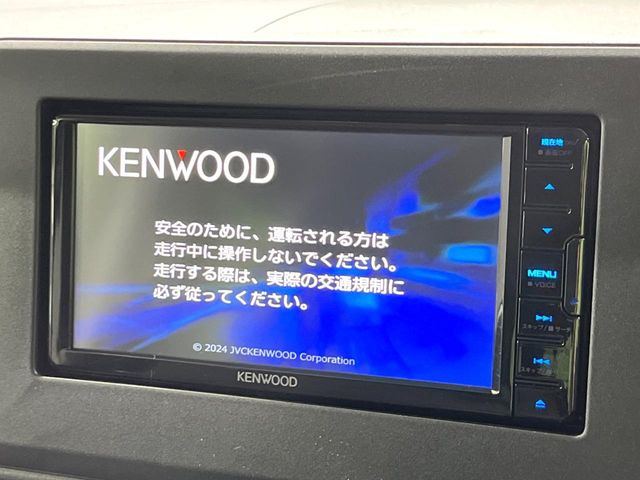 KENWOOD
安全のために、運転される方は
走行中に操作しないでください。
走行する際は、実際の交通規制に
必ず従ってください。
© 2024 JVCKENWOOD Corporation
KENWOOD
現在地
MENU
VOICE